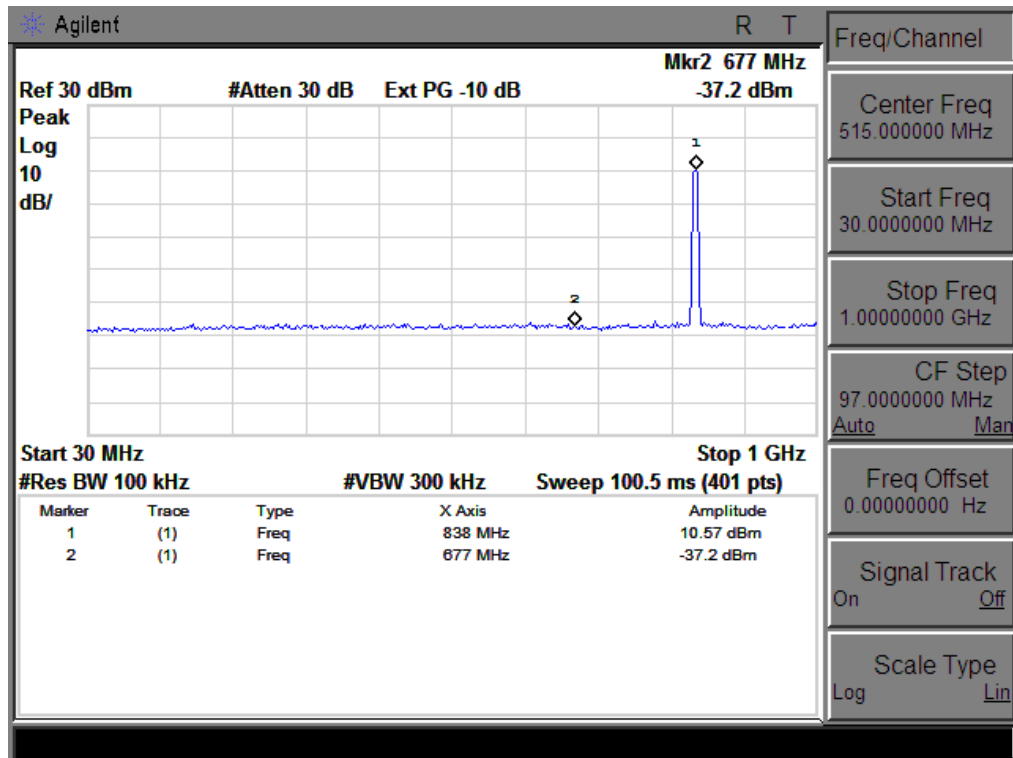 Agilent R T
Mkr2 677 MHz
Ref 30 dBm #Atten 30 dB Ext PG -10 dB -37.2 dBm
Peak
Log
10
dB/
1
2
Start 30 MHz Stop 1 GHz
#Res BW 100 kHz #VBW 300 kHz Sweep 100.5 ms (401 pts)
Marker Trace Type X Axis Amplitude
1 (1) Freq 838 MHz 10.57 dBm
2 (1) Freq 677 MHz -37.2 dBm
Freq/Channel
Center Freq
515.000000 MHz
Start Freq
30.0000000 MHz
Stop Freq
1.00000000 GHz
CF Step
97.0000000 MHz
Auto Man
Freq Offset
0.00000000 Hz
Signal Track
On Off
Scale Type
Log Lin